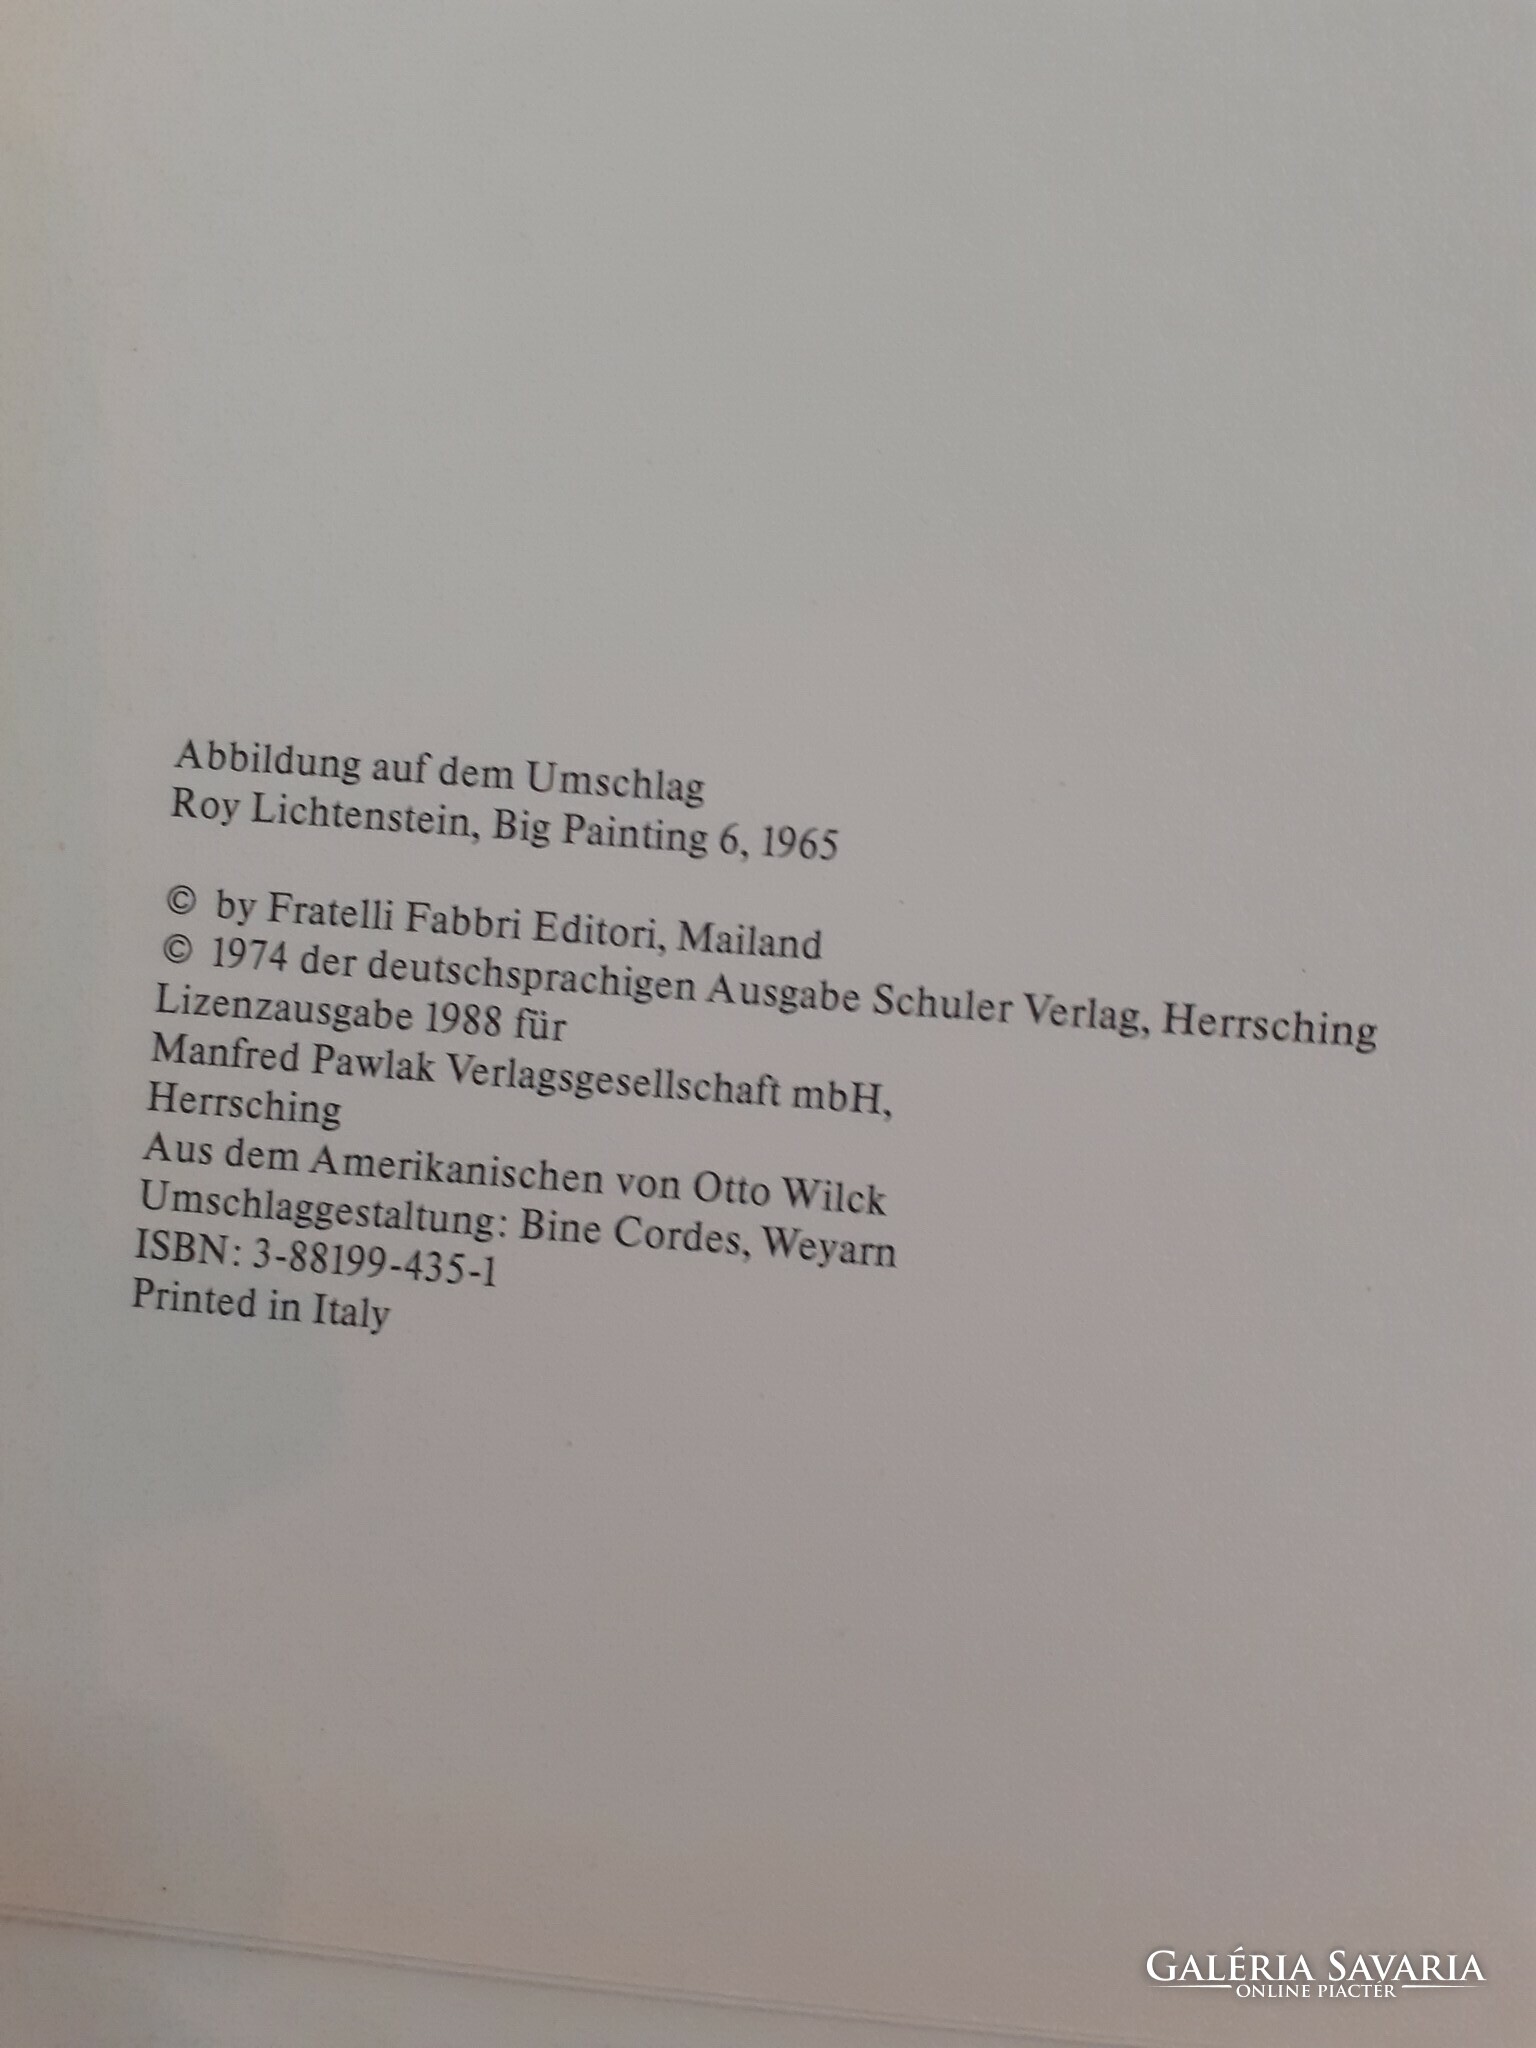 Abbildung auf dem Umschlag
Roy Lichtenstein, Big Painting 6, 1965
© by Fratelli Fabbri Editori, Mailand
© 1974 der deutschsprachigen Ausgabe Schuler Verlag, Herrsching
Lizenzausgabe 1988 für
Manfred Pawlak Verlagsgesellschaft mbH,
Herrsching
Aus dem Amerikanischen von Otto Wilck
Umschlaggestaltung: Bine Cordes, Weyarn
ISBN: 3-88199-435-1
Printed in Italy
GALÉRIA SAVARIA
ONLINE PIACTÉR